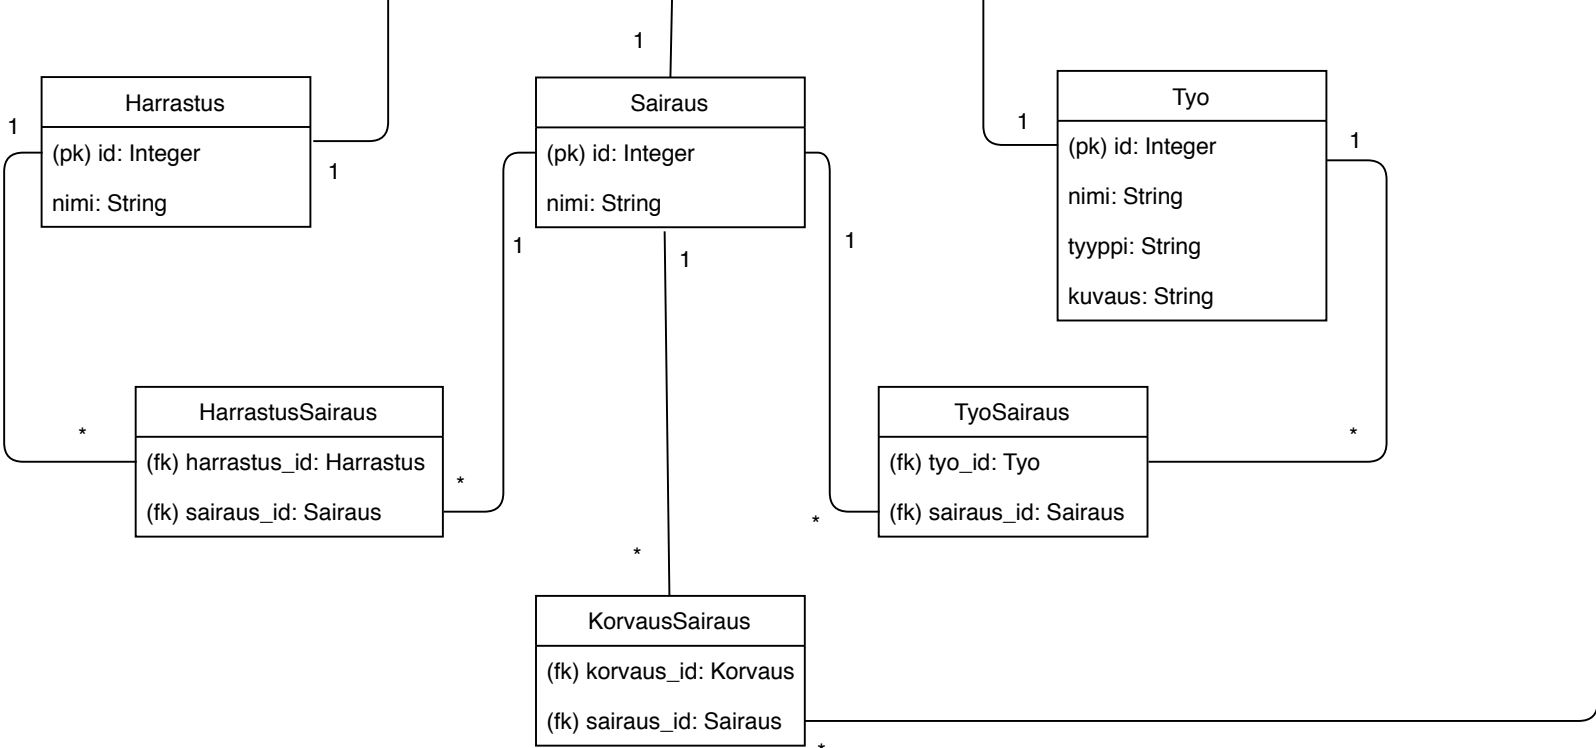 1
Harrastus
(pk) id: Integer
nimi: String
1
1
Sairaus
(pk) id: Integer
nimi: String
1
1
1
1
Tyo
(pk) id: Integer
nimi: String
tyyppi: String
kuvaus: String
1
*
HarrastusSairaus
(fk) harrastus_id: Harrastus
(fk) sairaus_id: Sairaus
*
TyoSairaus
(fk) tyo_id: Tyo
(fk) sairaus_id: Sairaus
*
*
*
KorvausSairaus
(fk) korvaus_id: Korvaus
(fk) sairaus_id: Sairaus
*